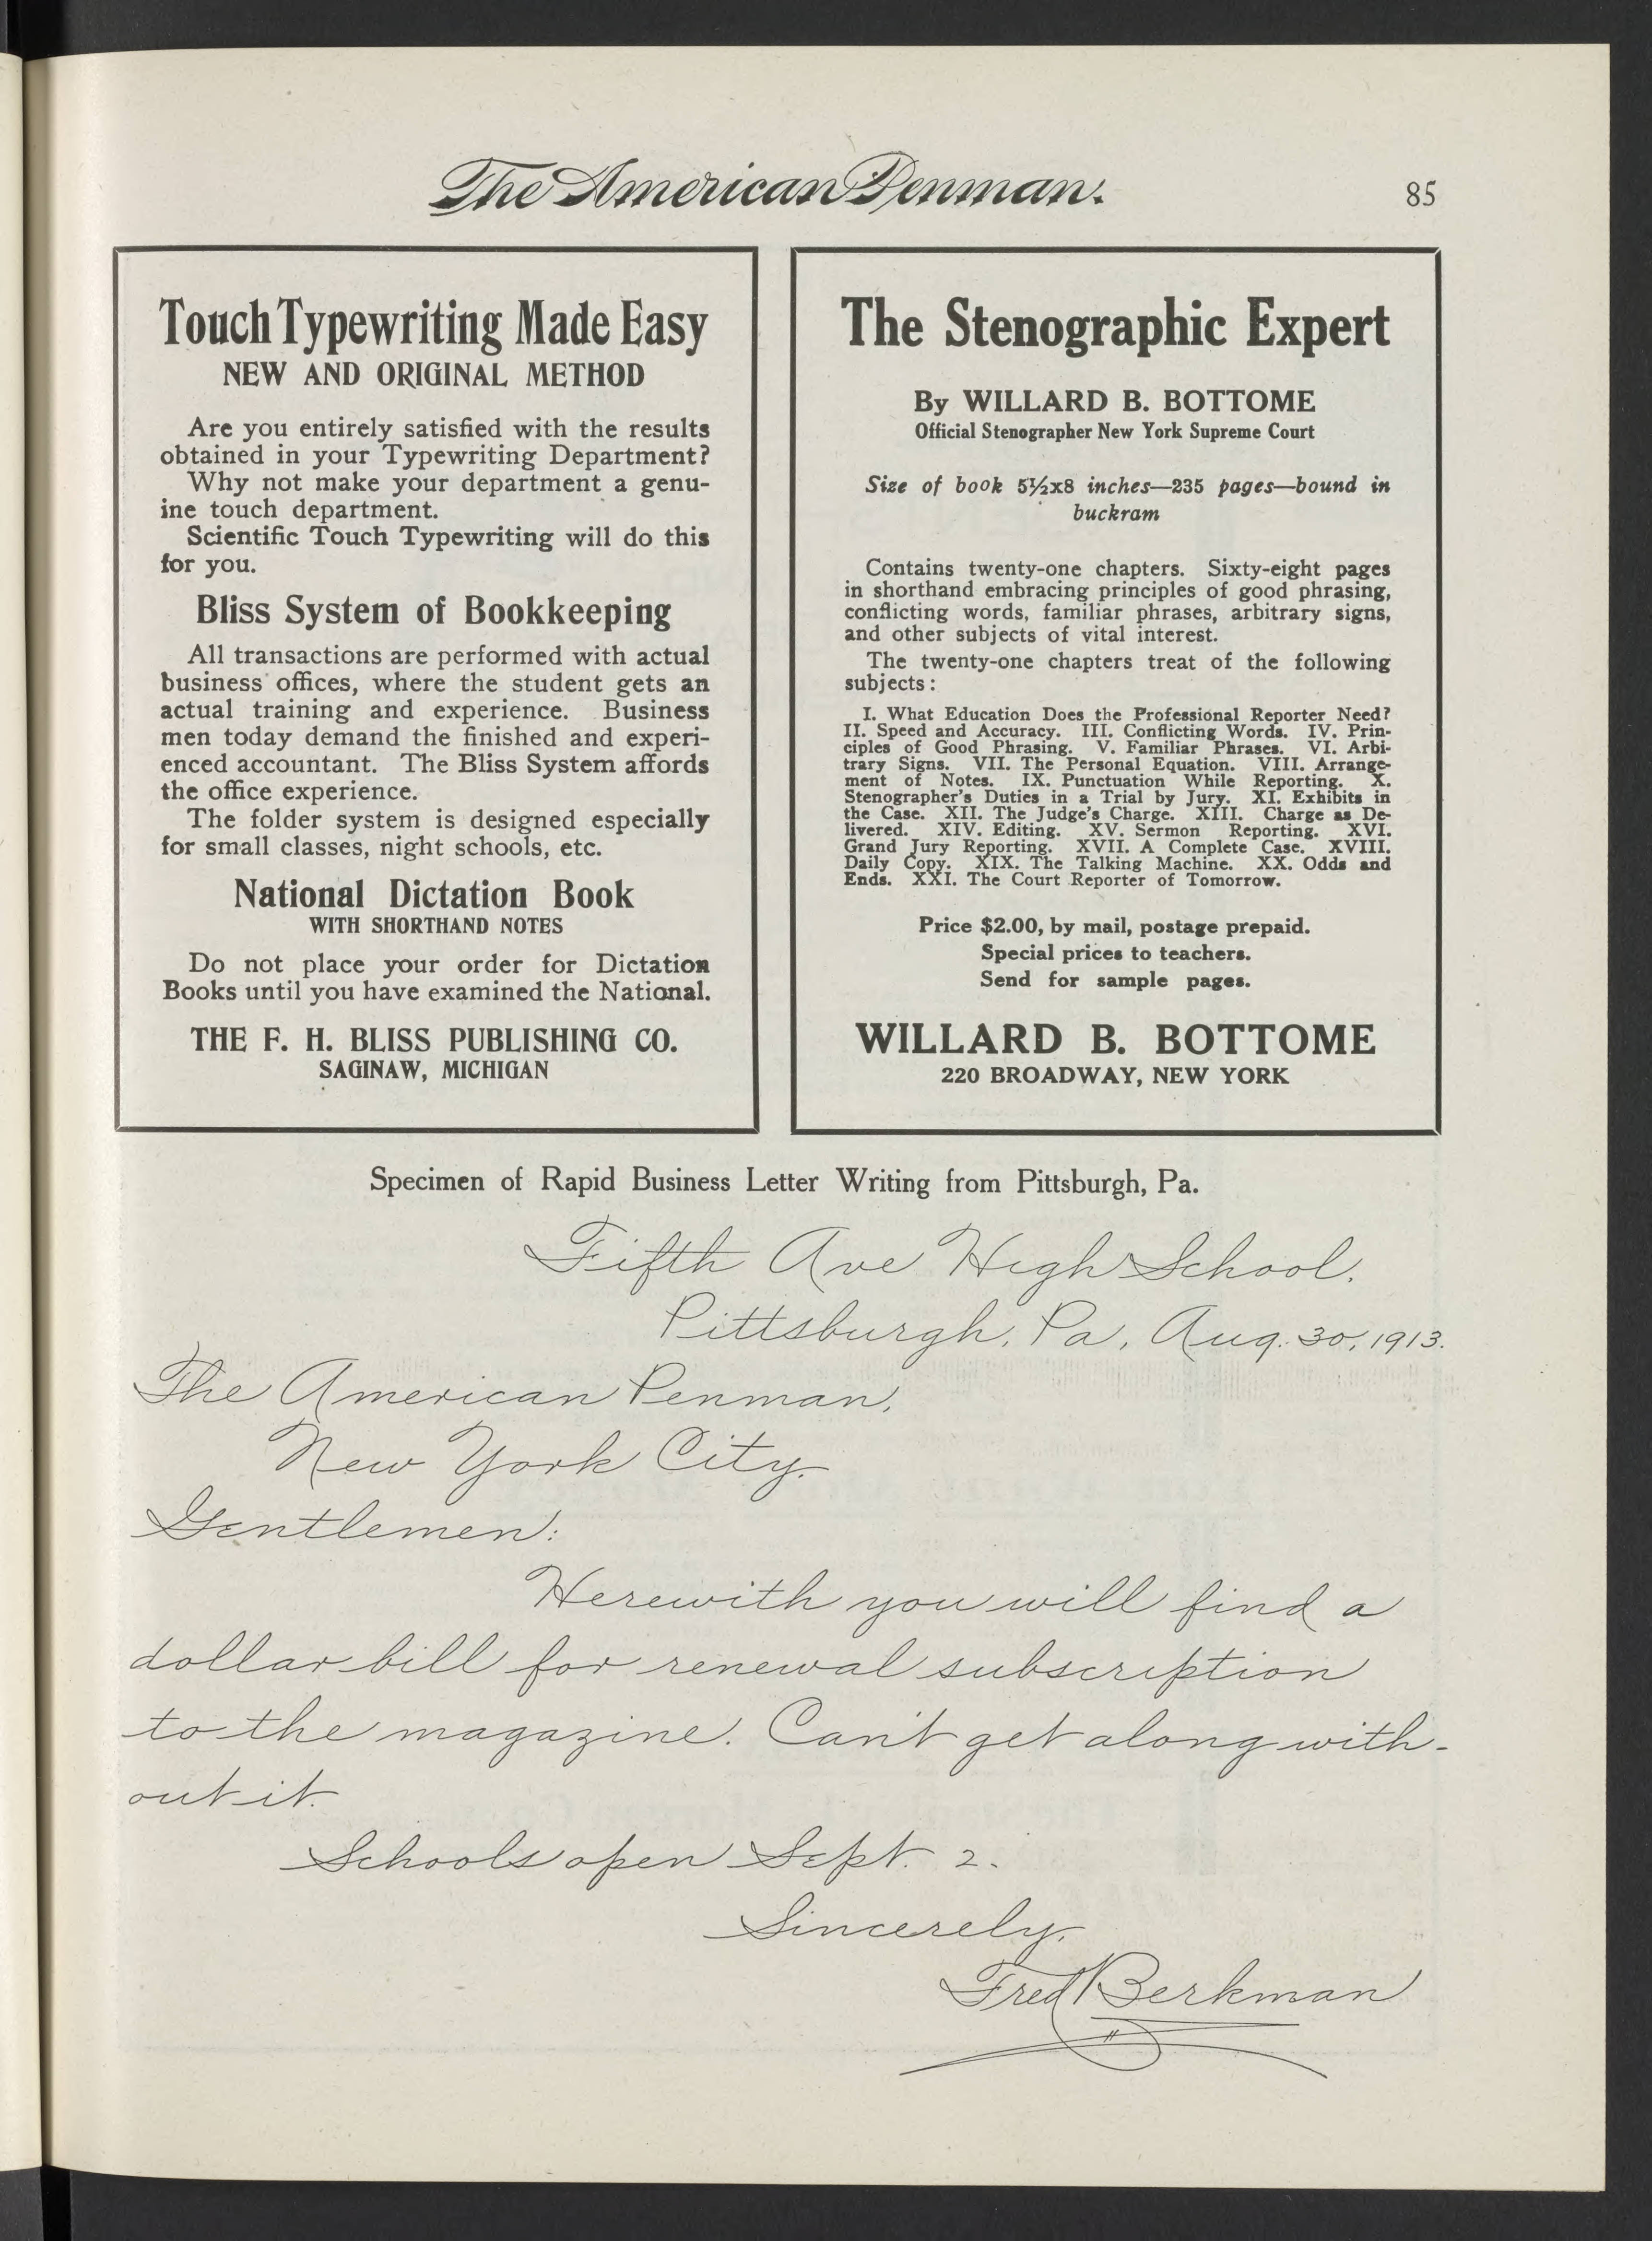 The American Penman.
85
Touch Typewriting Made Easy
NEW AND ORIGINAL METHOD
Are you entirely satisfied with the results
obtained in your Typewriting Department?
Why not make your department a genu-
ine touch department.
Scientific Touch Typewriting will do this
for you.
Bliss System of Bookkeeping
All transactions are performed with actual
business offices, where the student gets an
actual training and experience. Business
men today demand the finished and experi-
enced accountant. The Bliss System affords
the office experience.
The folder system is designed especially
for small classes, night schools, etc.
National Dictation Book
WITH SHORTHAND NOTES
Do not place your order for Dictation
Books until you have examined the National.
THE F. H. BLISS PUBLISHING CO.
SAGINAW, MICHIGAN
The Stenographic Expert
By WILLARD B. BOTTOME
Official Stenographer New York Supreme Court
Size of book 5½x8 inches—235 pages—bound in
buckram
Contains twenty-one chapters. Sixty-eight pages
in shorthand embracing principles of good phrasing,
conflicting words, familiar phrases, arbitrary signs,
and other subjects of vital interest.
The twenty-one chapters treat of the following
subjects:
I. What Education Does the Professional Reporter Need?
II. Speed and Accuracy. III. Conflicting Words. IV. Prin-
ciples of Good Phrasing. V. Familiar Phrases. VI. Arbi-
trary Signs. VII. The Personal Equation. VIII. Arrange-
ment of Notes. IX. Punctuation While Reporting. X.
Stenographer's Duties in a Trial by Jury. XI. Exhibits in
the Case. XII. The Judge's Charge. XIII. Charge as De-
livered. XIV. Editing. XV. Sermon Reporting. XVI.
Grand Jury Reporting. XVII. A Complete Case. XVIII.
Daily Copy. XIX. The Talking Machine. XX. Odds and
Ends. XXI. The Court Reporter of Tomorrow.
Price $2.00, by mail, postage prepaid.
Special prices to teachers.
Send for sample pages.
WILLARD B. BOTTOME
220 BROADWAY, NEW YORK
Specimen of Rapid Business Letter Writing from Pittsburgh, Pa.
Fifth Ave High School.
Pittsburgh, Pa, Aug. 30, 1913.
The American Penman,
New York City.
Gentlemen:
Herewith you will find a
dollar bill for renewal subscription
to the magazine. Can't get along with-
out it.
Schools open Sept. 2.
Sincerely,
Fred Berkman